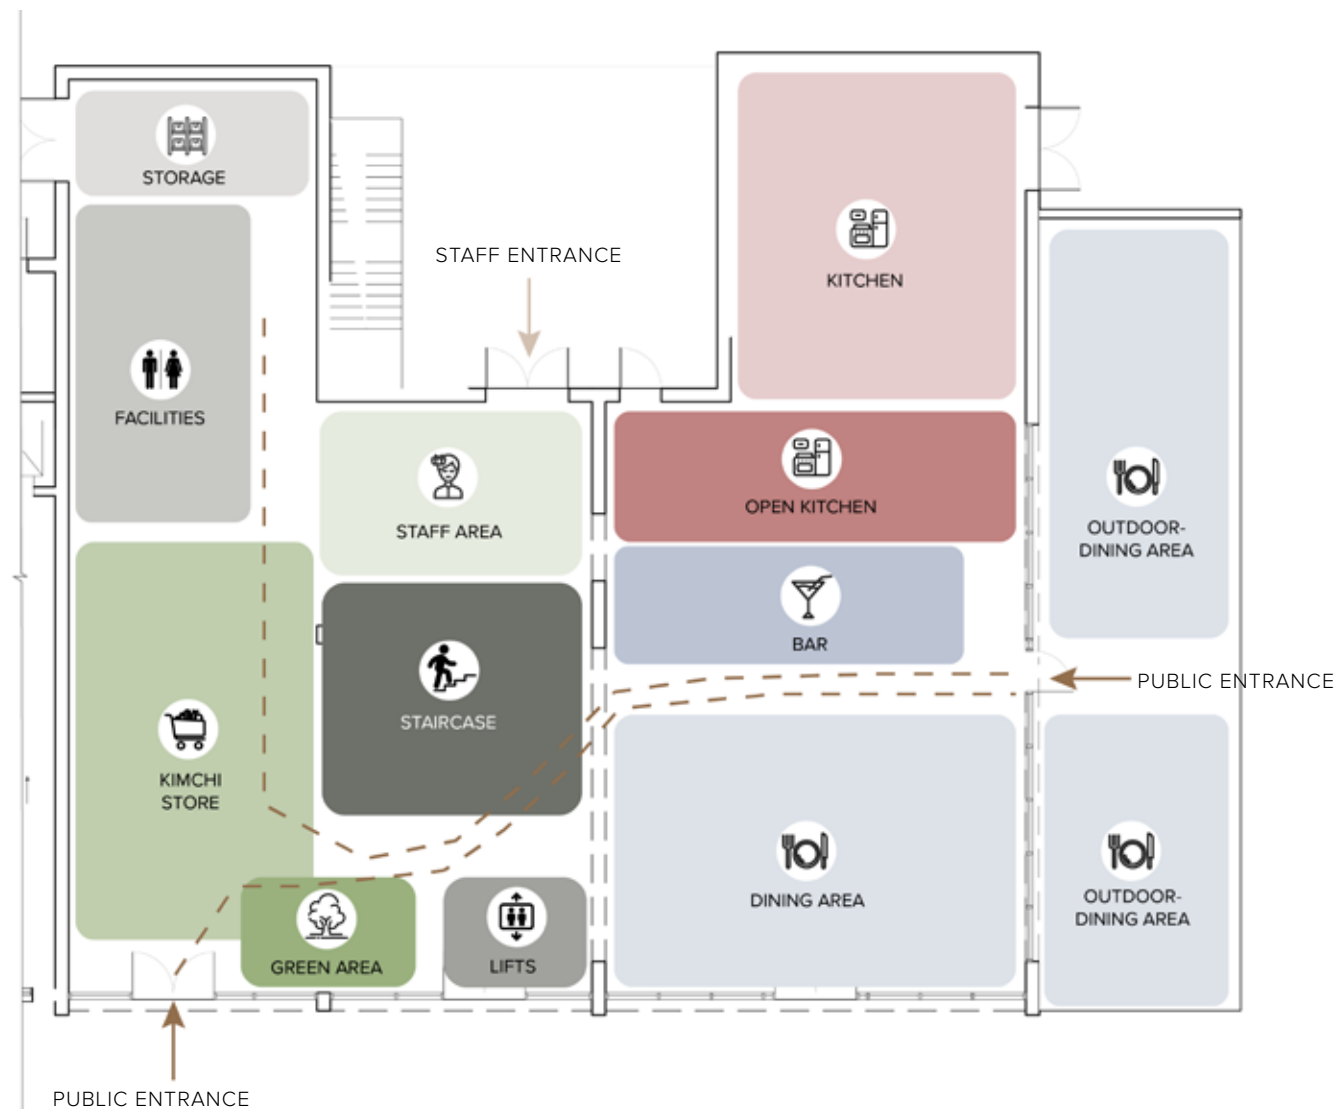 STORAGE
STAFF ENTRANCE
KITCHEN
FACILITIES
STAFF AREA
OPEN KITCHEN
OUTDOOR-
DINING AREA
BAR
PUBLIC ENTRANCE
STAIRCASE
KIMCHI
STORE
DINING AREA
OUTDOOR-
DINING AREA
GREEN AREA
LIFTS
PUBLIC ENTRANCE